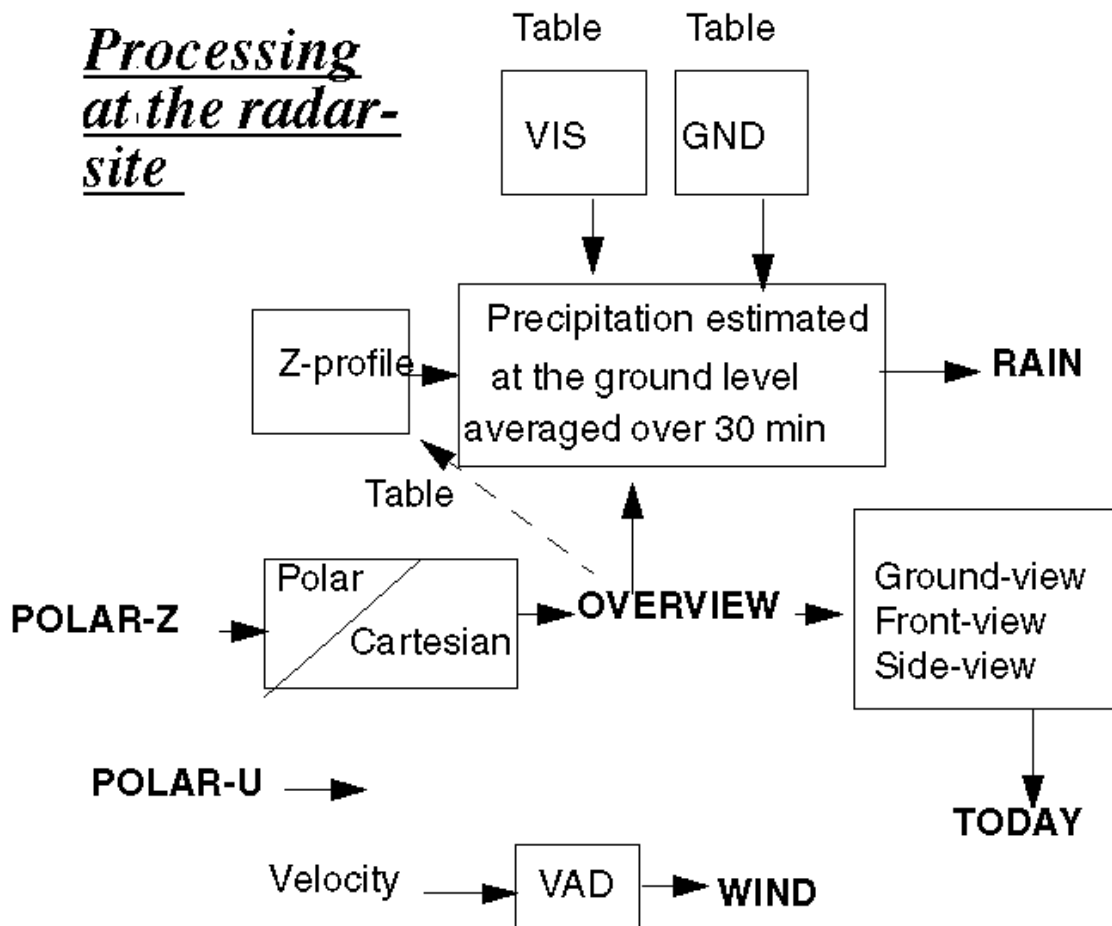 Processing
at the radar-
site
Table
Table
VIS
GND
Z-profile
Precipitation estimated
at the ground level
averaged over 30 min
RAIN
Table
POLAR-Z
Polar
Cartesian
OVERVIEW
Ground-view
Front-view
Side-view
POLAR-U
TODAY
Velocity
VAD
WIND